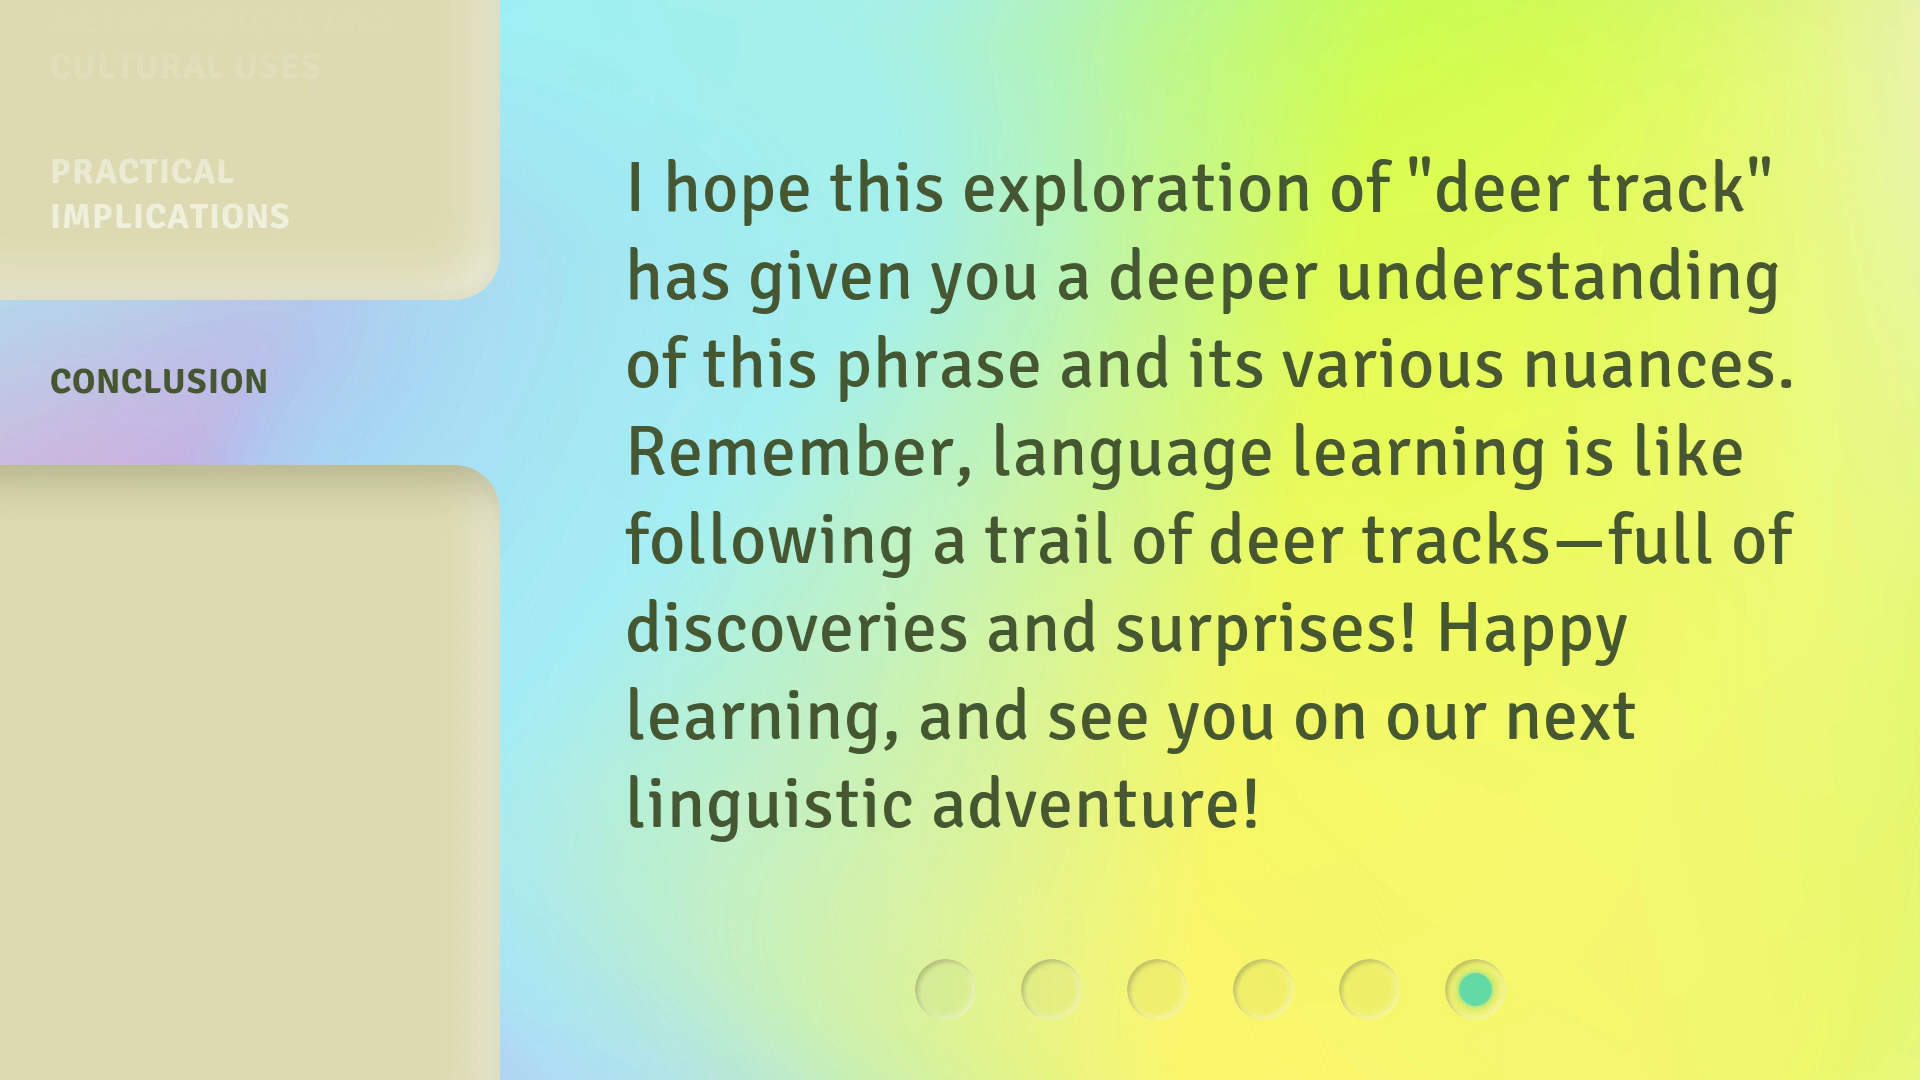 METAPHORICAL AND
CULTURAL USES
PRACTICAL
IMPLICATIONS
CONCLUSION
I hope this exploration of "deer track"
has given you a deeper understanding
of this phrase and its various nuances.
Remember, language learning is like
following a trail of deer tracks—full of
discoveries and surprises! Happy
learning, and see you on our next
linguistic adventure!